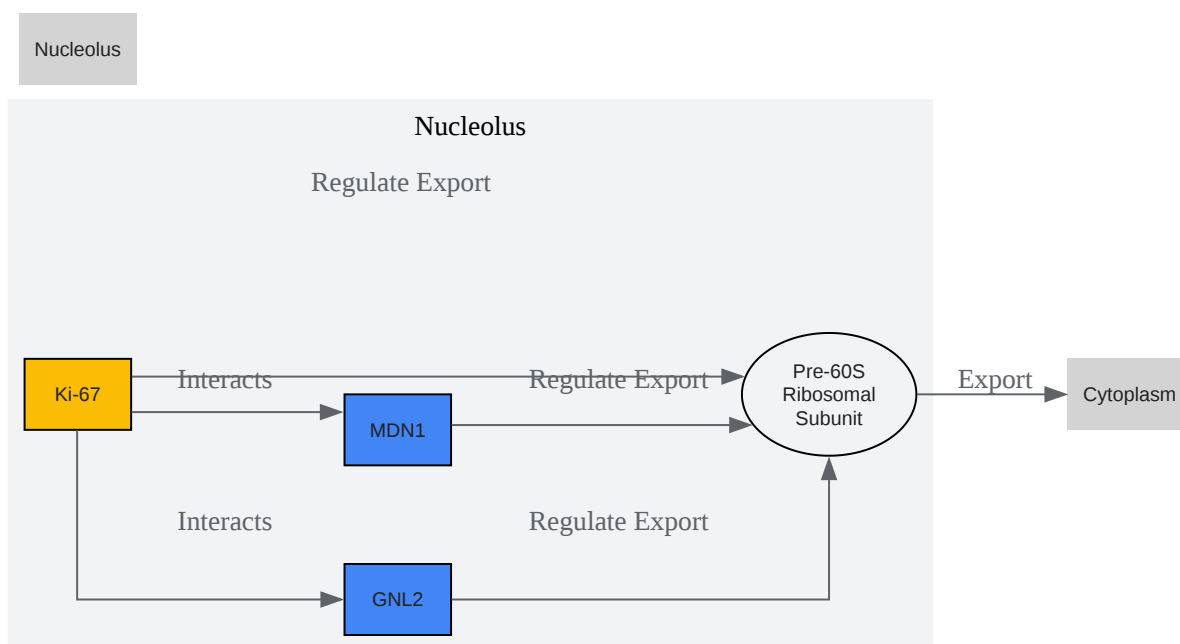 Nucleolus
Nucleolus
Regulate Export
Interacts
Regulate Export
Ki-67
MDN1
Pre-60S
Ribosomal
Subunit
Export
Cytoplasm
Interacts
Regulate Export
GNL2